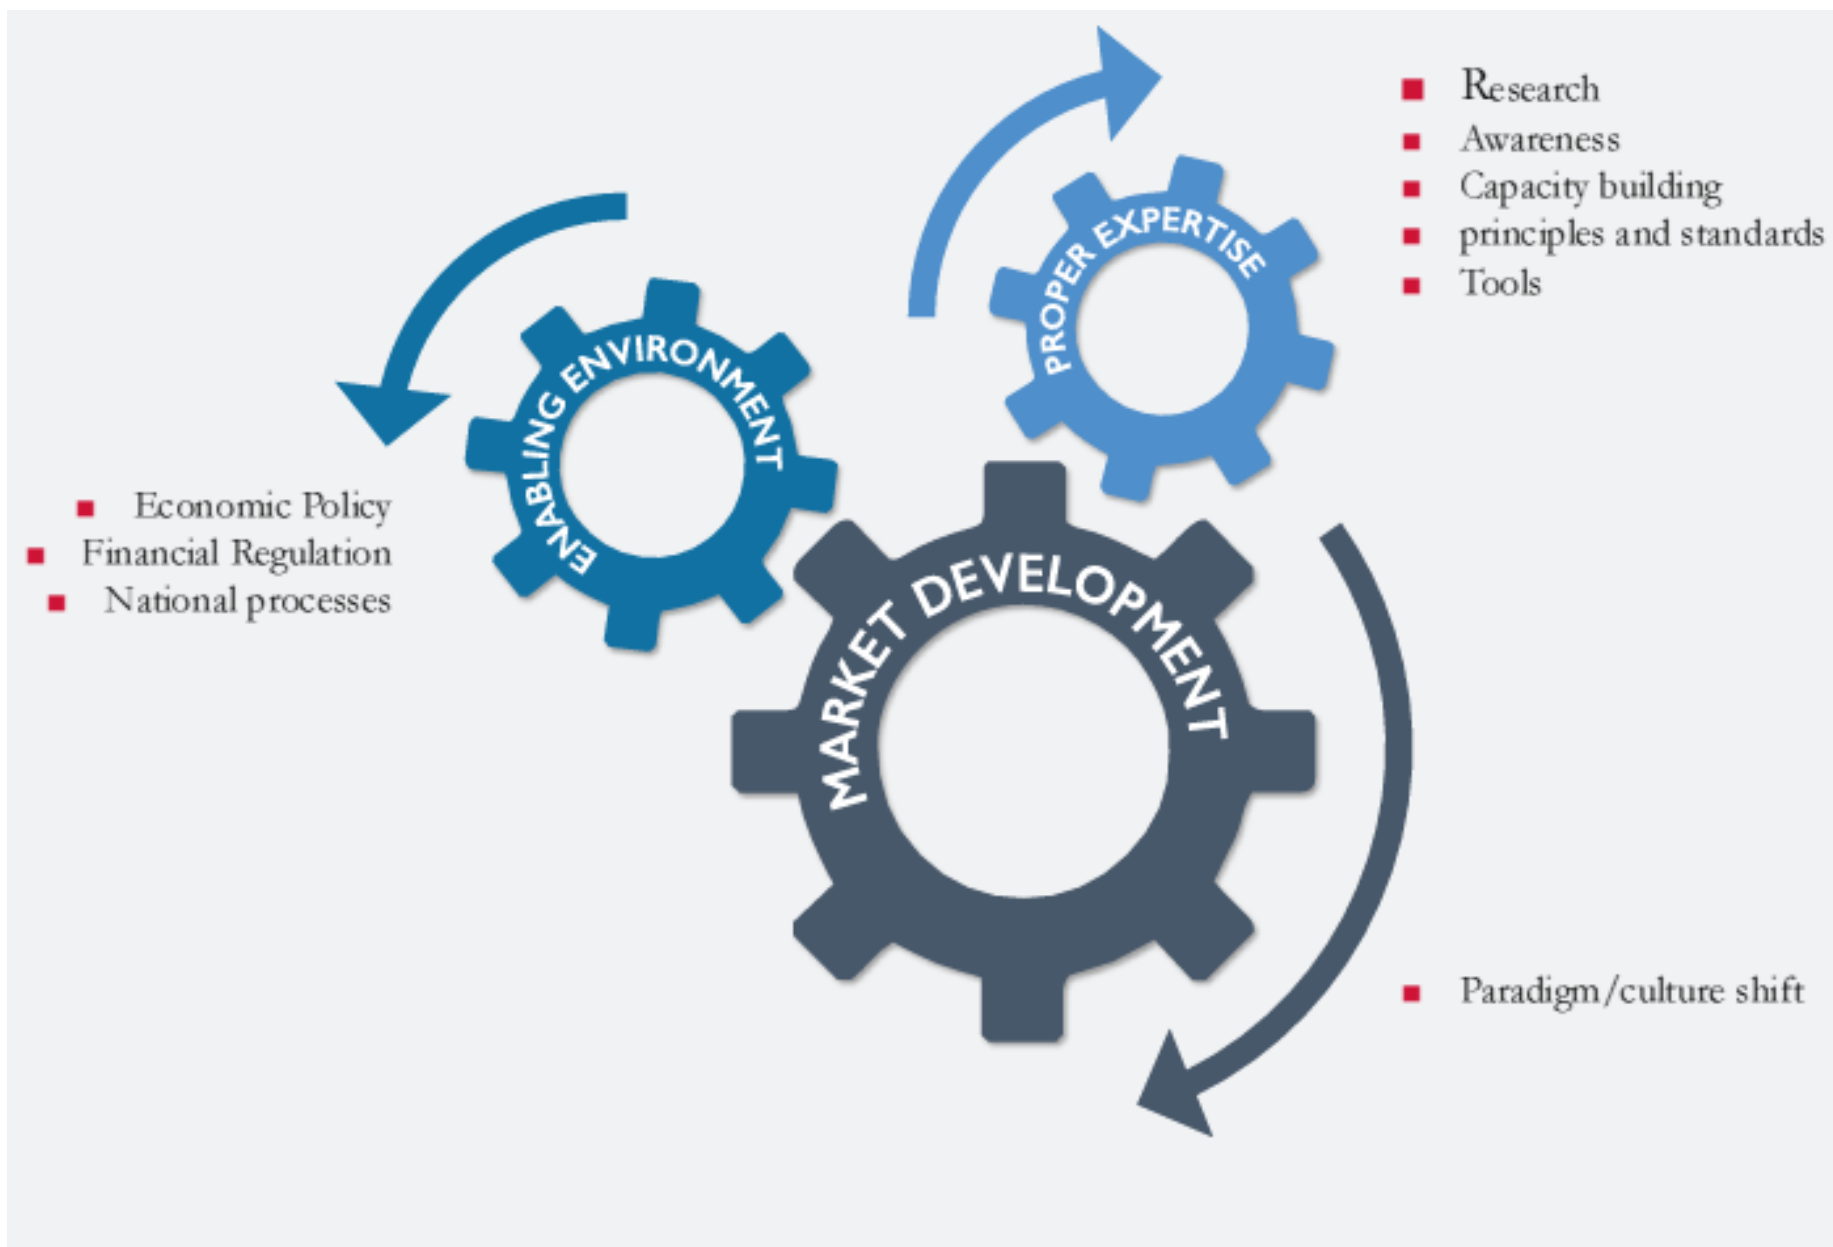 Research
Awareness
Capacity building
principles and standards
Tools
PROPER EXPERTISE
ENABLING ENVIRONMENT
Economic Policy
Financial Regulation
National processes
MARKET DEVELOPMENT
Paradigm/culture shift